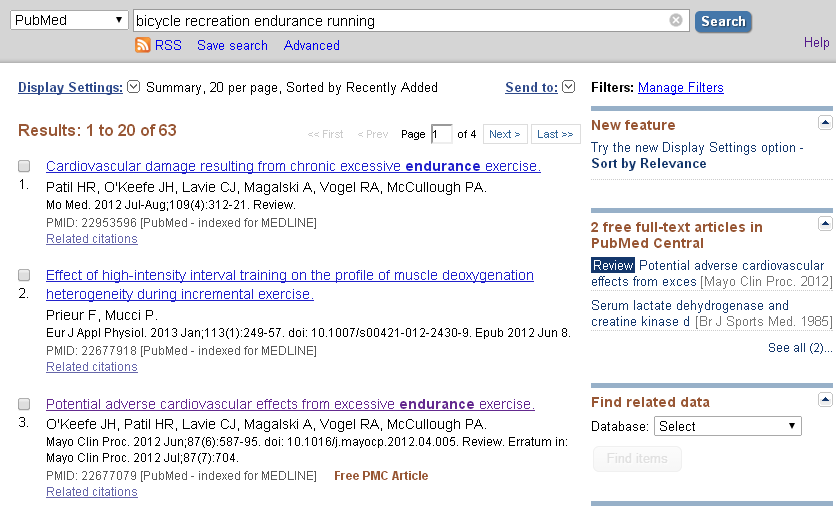 PubMed bicycle recreation endurance running Search
RSS Save search Advanced
Help
Display Settings: Summary, 20 per page, Sorted by Recently Added Send to:
Results: 1 to 20 of 63
<< First < Prev Page 1 of 4 Next > Last >>
Cardiovascular damage resulting from chronic excessive endurance exercise.
1. Patil HR, O'Keefe JH, Lavie CJ, Magalski A, Vogel RA, McCullough PA.
Mo Med. 2012 Jul-Aug;109(4):312-21. Review.
PMID: 22953596 [PubMed - indexed for MEDLINE]
Related citations
Effect of high-intensity interval training on the profile of muscle deoxygenation
2. heterogeneity during incremental exercise.
Prieur F, Mucci P.
Eur J Appl Physiol. 2013 Jan;113(1):249-57. doi: 10.1007/s00421-012-2430-9. Epub 2012 Jun 8.
PMID: 22677918 [PubMed - indexed for MEDLINE]
Related citations
Potential adverse cardiovascular effects from excessive endurance exercise.
3. O'Keefe JH, Patil HR, Lavie CJ, Magalski A, Vogel RA, McCullough PA.
Mayo Clin Proc. 2012 Jun;87(6):587-95. doi: 10.1016/j.mayocp.2012.04.005. Review. Erratum in:
Mayo Clin Proc. 2012 Jul;87(7):704.
PMID: 22677079 [PubMed - indexed for MEDLINE] Free PMC Article
Related citations
Filters: Manage Filters
New feature
Try the new Display Settings option -
Sort by Relevance
2 free full-text articles in
PubMed Central
Review Potential adverse cardiovascular
effects from exces [Mayo Clin Proc. 2012]
Serum lactate dehydrogenase and
creatine kinase d [Br J Sports Med. 1985]
See all (2)...
Find related data
Database: Select
Find items